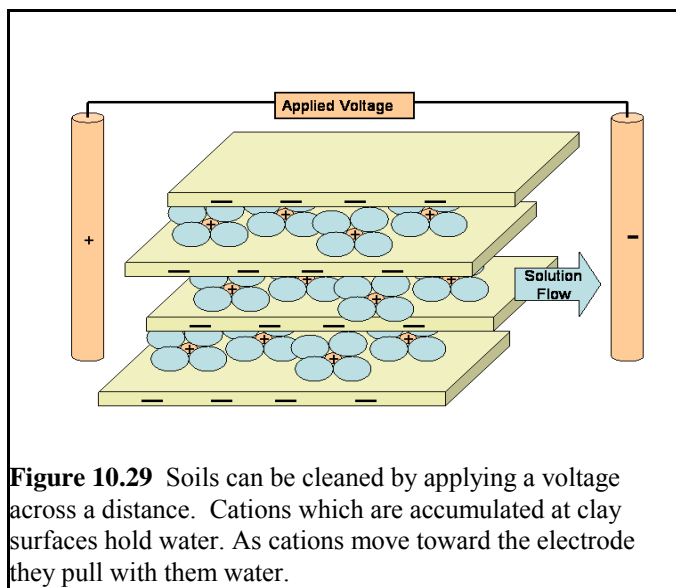 Applied Voltage
+
-
Solution
Flow
Figure 10.29 Soils can be cleaned by applying a voltage
across a distance. Cations which are accumulated at clay
surfaces hold water. As cations move toward the electrode
they pull with them water.